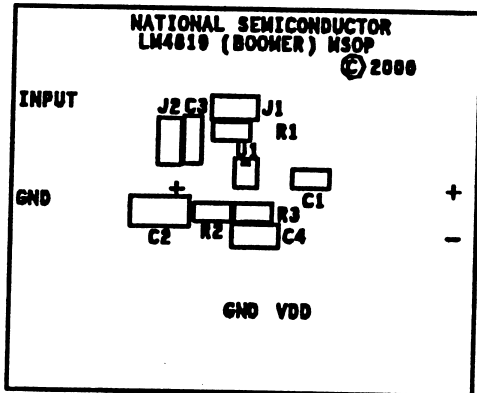 NATIONAL SEMICONDUCTOR
LM4819 (BOOMER) MSOP
© 2000
INPUT
J2 C3 J1
R1
U1
GND
+
C1
+
C2 R2 R3
C4
-
GND VDD